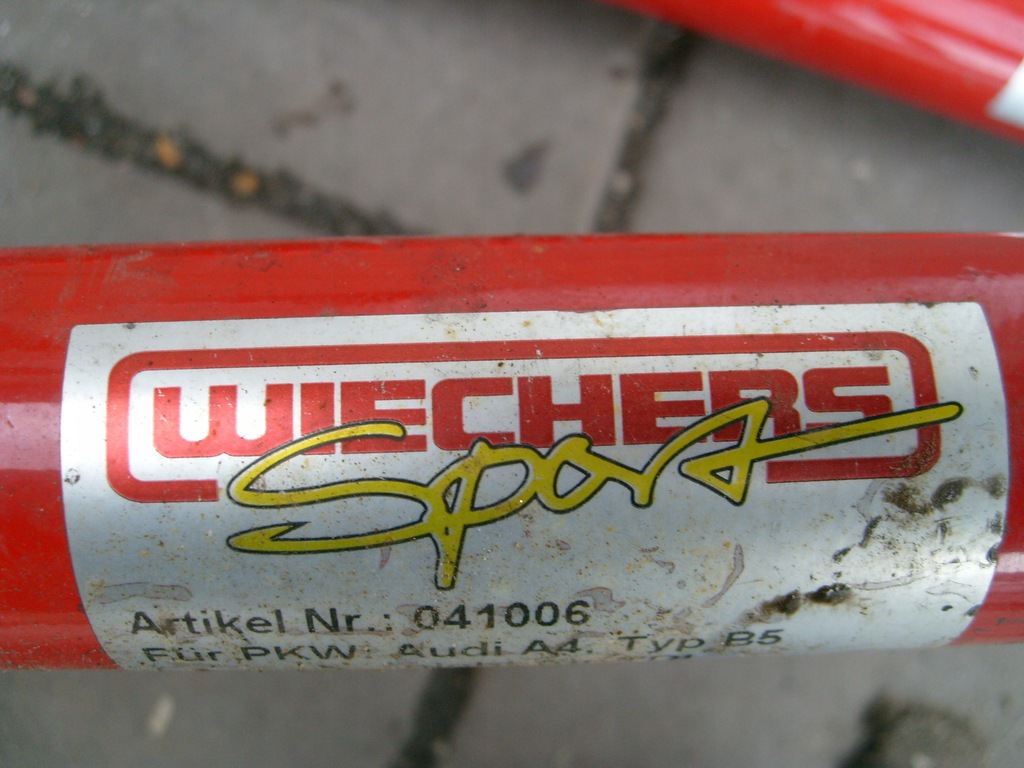 WIECHERS
Sport
Artikel Nr.: 041006
Für PKW: Audi A4, Typ B5